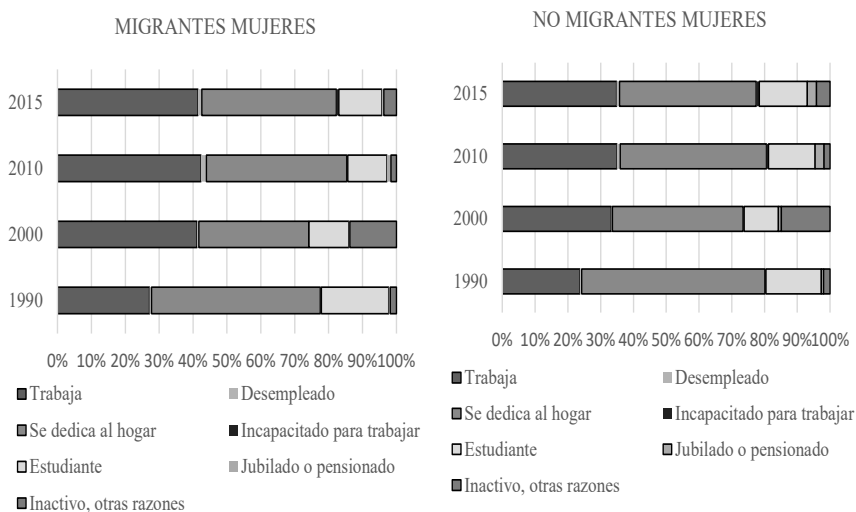 MIGRANTES MUJERES
2015
2010
2000
1990
0% 10% 20% 30% 40% 50% 60% 70% 80% 90% 100%
Trabaja
Desempleado
Se dedica al hogar
Incapacitado para trabajar
Estudiante
Jubilado o pensionado
Inactivo, otras razones
NO MIGRANTES MUJERES
2015
2010
2000
1990
0% 10% 20% 30% 40% 50% 60% 70% 80% 90% 100%
Trabaja
Desempleado
Se dedica al hogar
Incapacitado para trabajar
Estudiante
Jubilado o pensionado
Inactivo, otras razones